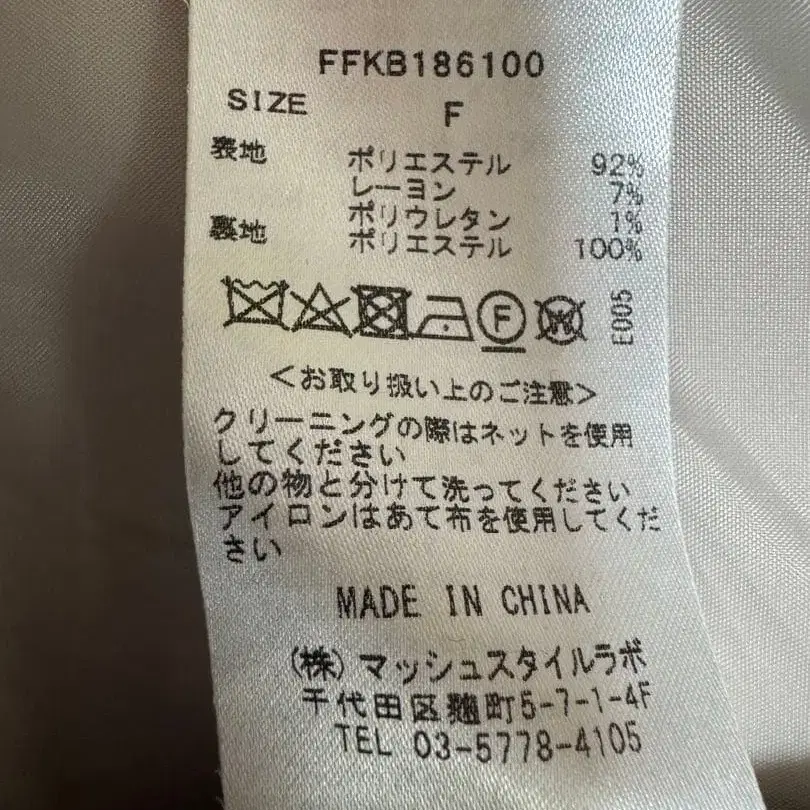 FFKB186100
SIZE F
表地 ポリエステル 92%
レーヨン 7%
ポリウレタン 1%
裏地 ポリエステル 100%
F W E005
<お取り扱い上のご注意>
クリーニングの際はネットを使用
してください
他の物と分けて洗ってください
アイロンはあて布を使用してくだ
さい
MADE IN CHINA
(株)マッシュスタイルラボ
千代田区麹町5-7-1-4F
TEL 03-5778-4105